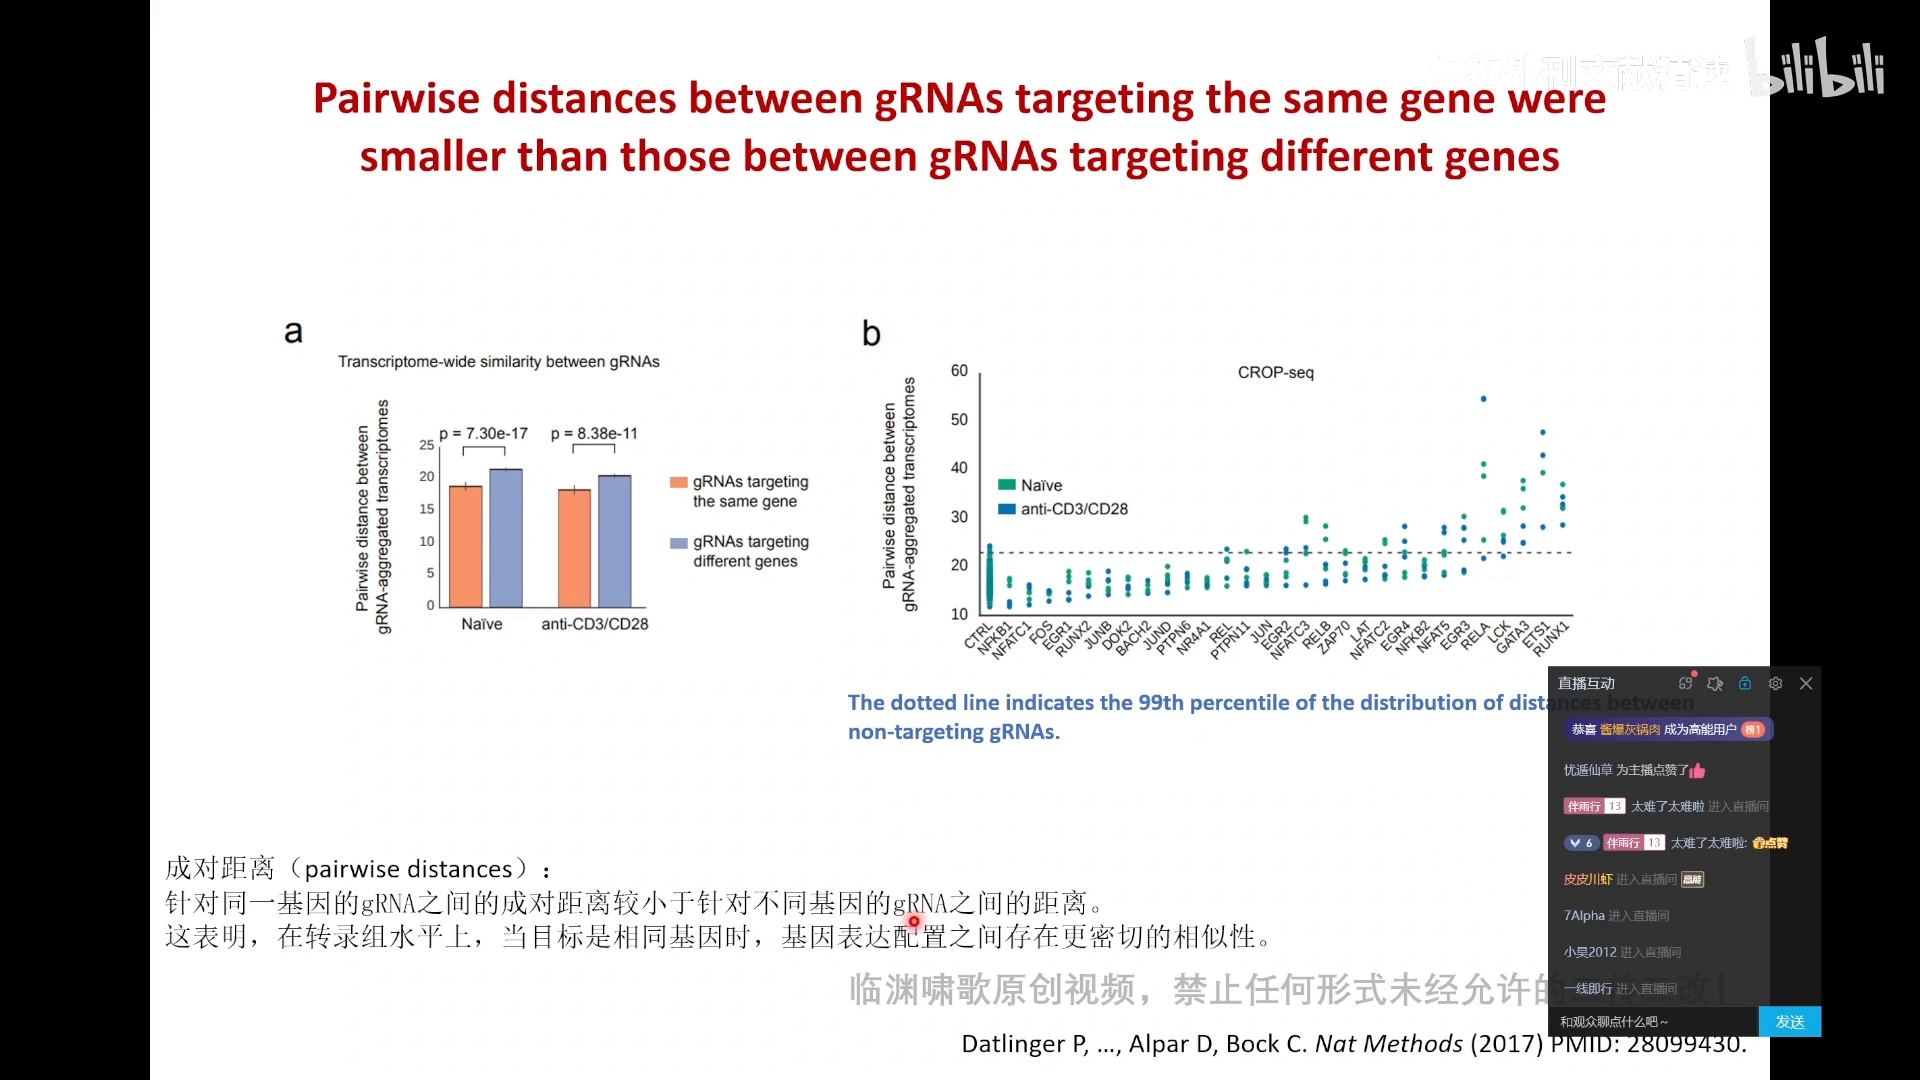 bilibili
Pairwise distances between gRNAs targeting the same gene were
smaller than those between gRNAs targeting different genes
a
Transcriptome-wide similarity between gRNAs
Pairwise distance between
gRNA-aggregated transcriptomes
p = 7.30e-17
p = 8.38e-11
25
20
15
10
5
0
Naïve
anti-CD3/CD28
gRNAs targeting
the same gene
gRNAs targeting
different genes
b
CROP-seq
Pairwise distance between
gRNA-aggregated transcriptomes
60
50
40
30
20
10
Naïve
anti-CD3/CD28
CTRL
NFKB1
NFATC1
FOS
EGR1
RUNX2
JUNB
DOK2
BACH2
JUND
PTPN6
NR4A1
REL
PTPN11
JUN
EGR2
NFATC3
RELB
ZAP70
LAT
NFATC2
EGR4
NFKB2
NFAT5
EGR3
RELA
LCK
GATA3
ETS1
RUNX1
The dotted line indicates the 99th percentile of the distribution of distances between
non-targeting gRNAs.
成对距离（pairwise distances）：
针对同一基因的gRNA之间的成对距离较小于针对不同基因的gRNA之间的距离。
这表明，在转录组水平上，当目标是相同基因时，基因表达配置之间存在更密切的相似性。
临渊啸歌原创视频，禁止任何形式未经允许的
Datlinger P, ..., Alpar D, Bock C. Nat Methods (2017) PMID: 28099430.
直播互动
恭喜 酱爆灰锅肉 成为高能用户 榜1
忧遁仙草 为主播点赞了
伴雨行 13 太难了太难啦 进入直播间
6 伴雨行 13 太难了太难啦: 点赞
皮皮川虾 进入直播间 高能
7Alpha 进入直播间
小昊2012 进入直播间
一线即行 进入直播间
和观众聊点什么吧~
发送